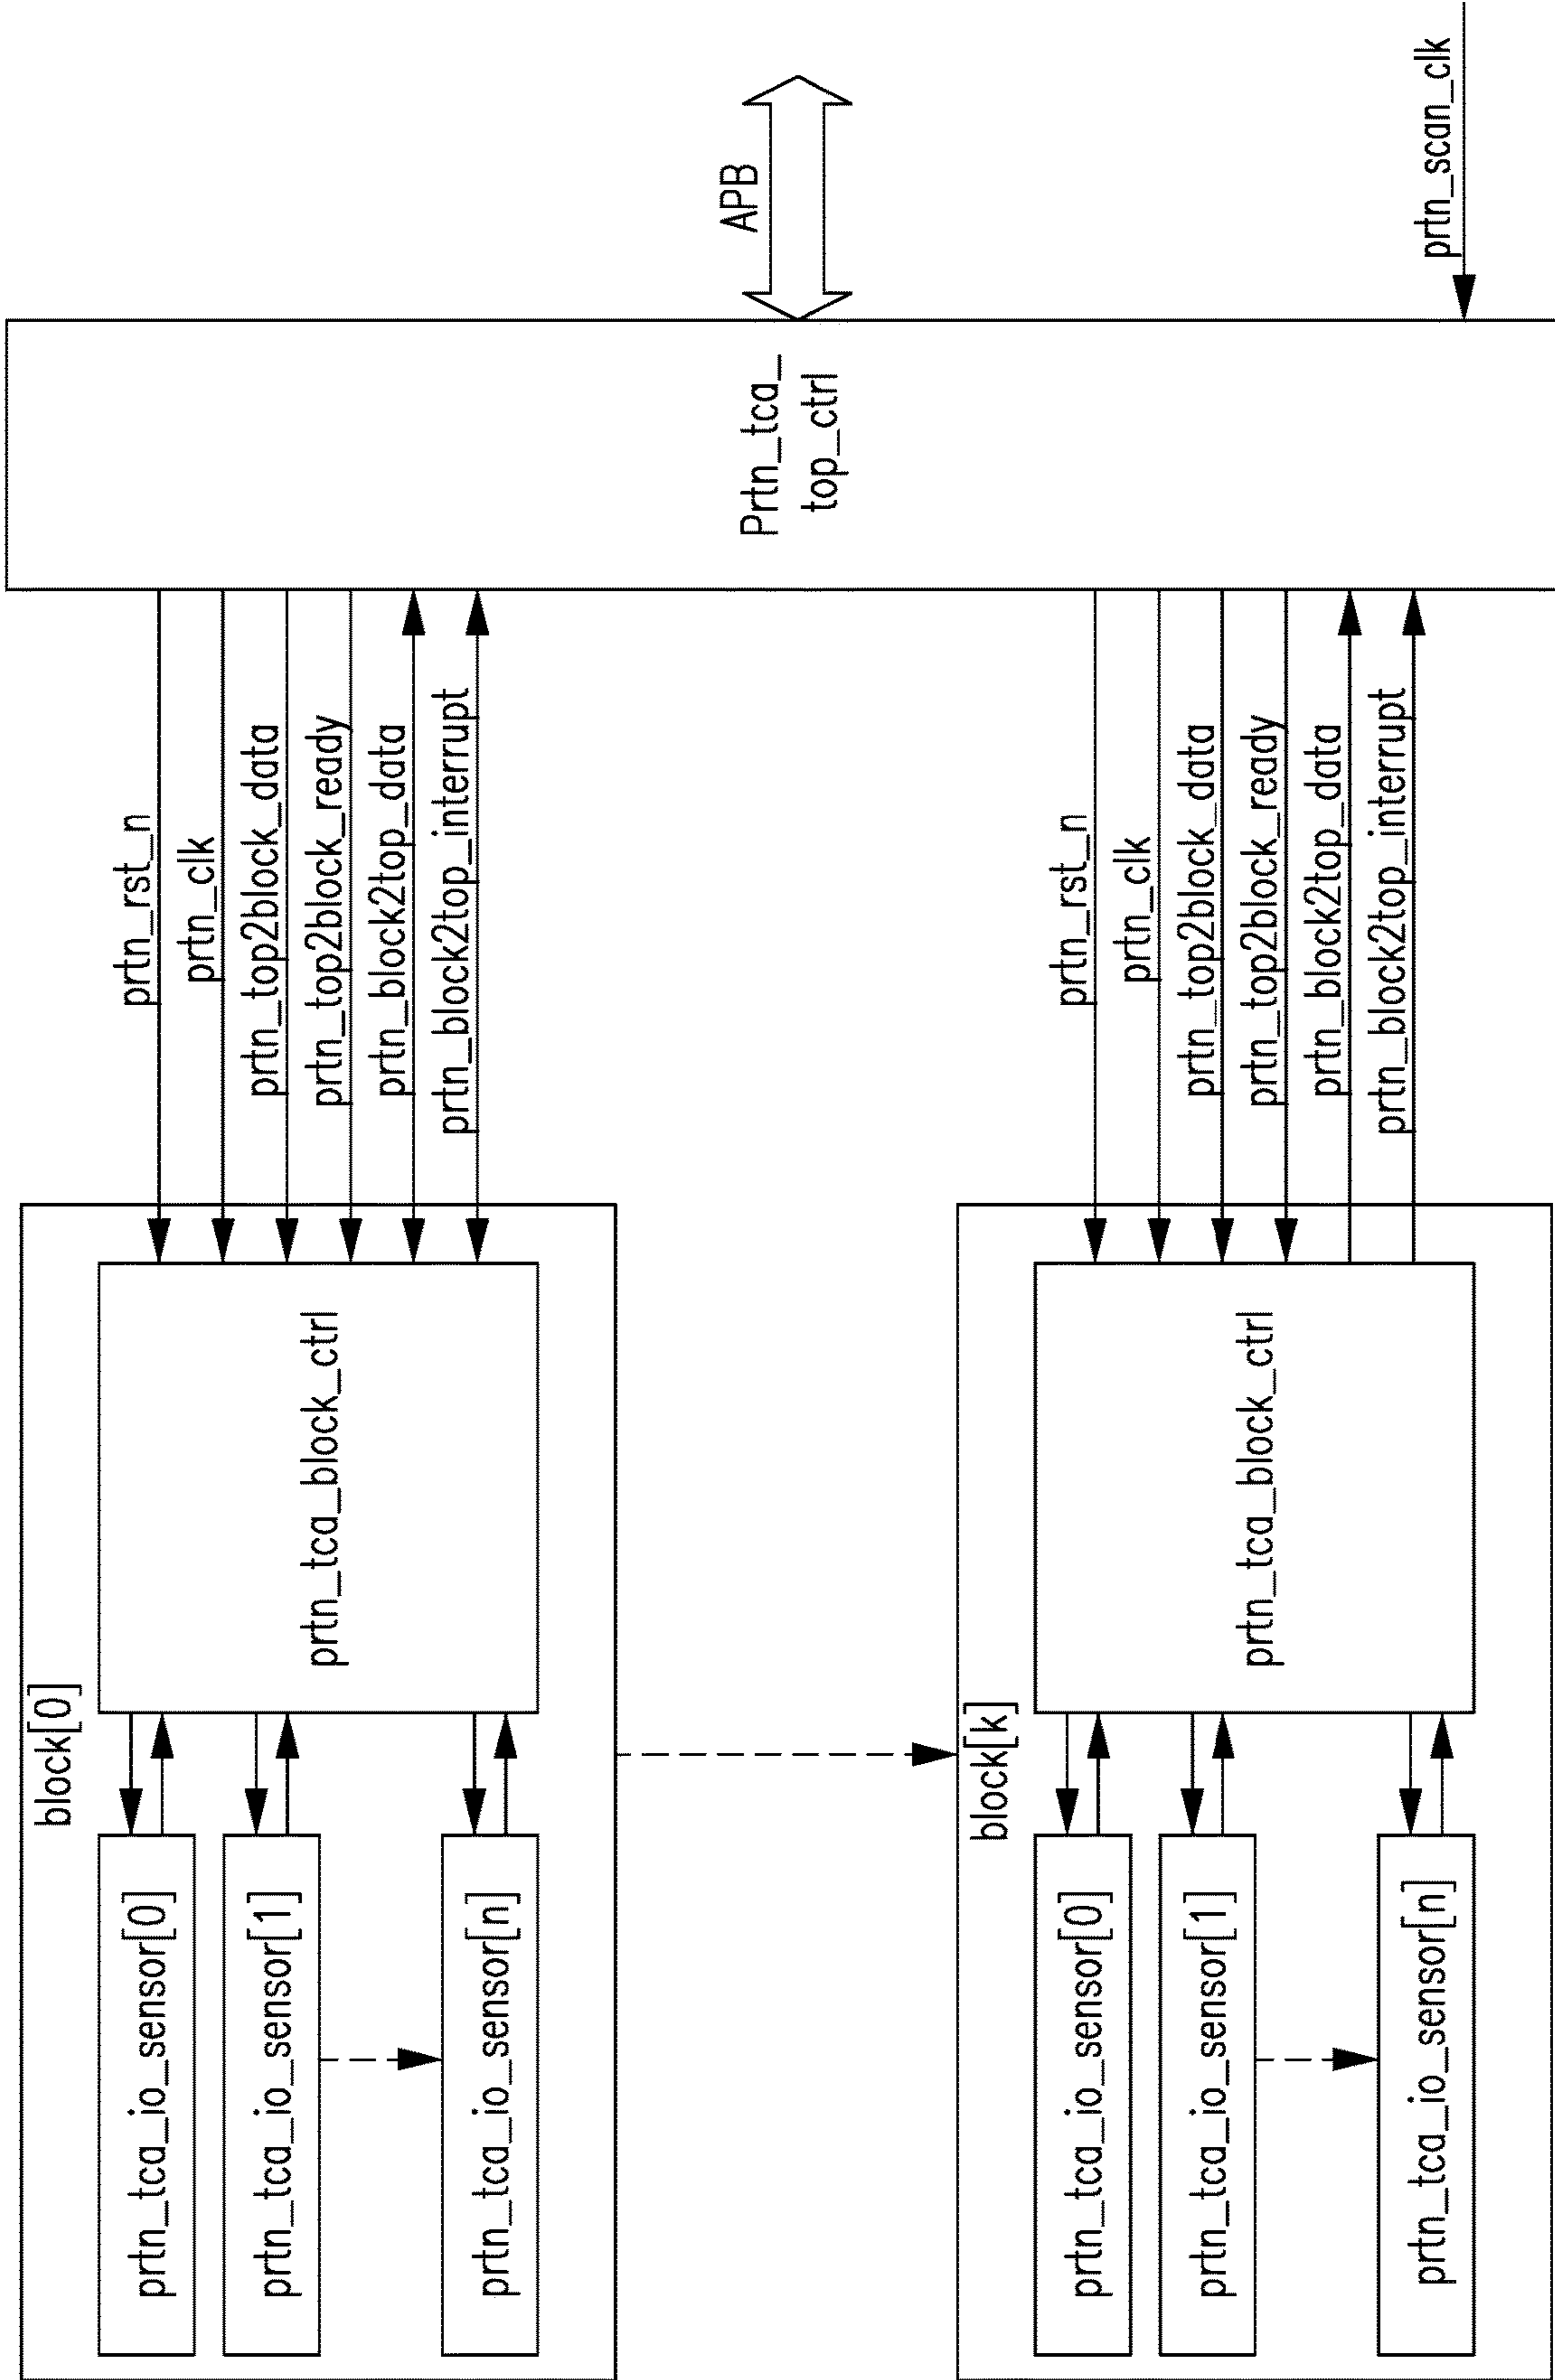 block[0]
prtn_tca_io_sensor[0]
prtn_tca_io_sensor[1]
prtn_tca_io_sensor[n]
prtn_tca_block_ctrl
prtn_rst_n
prtn_clk
prtn_top2block_data
prtn_top2block_ready
prtn_block2top_data
prtn_block2top_interrupt
block[k]
prtn_tca_io_sensor[0]
prtn_tca_io_sensor[1]
prtn_tca_io_sensor[n]
prtn_tca_block_ctrl
prtn_rst_n
prtn_clk
prtn_top2block_data
prtn_top2block_ready
prtn_block2top_data
prtn_block2top_interrupt
Prtn_tca_
top_ctrl
APB
prtn_scan_clk